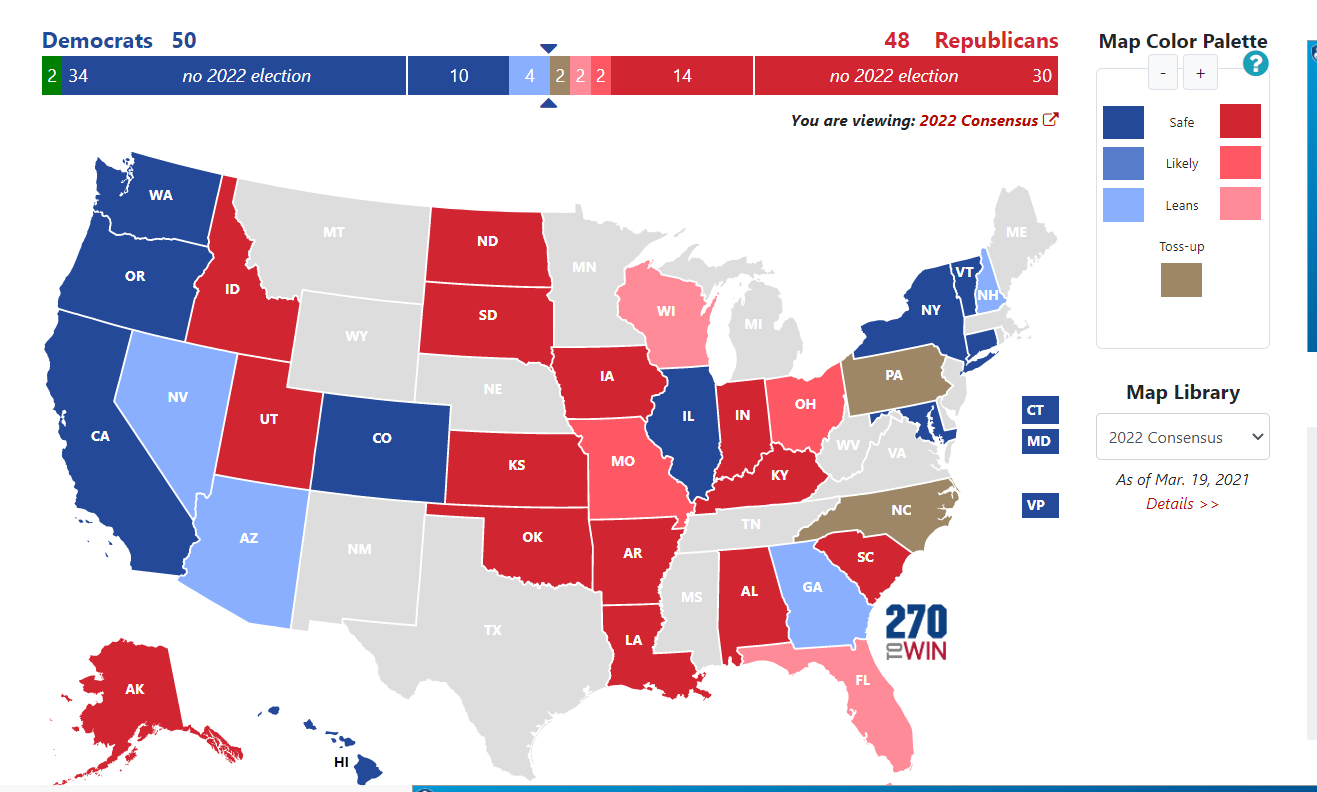 Democrats 50
48 Republicans
2 34 no 2022 election 10 4 2 2 2 14 no 2022 election 30
You are viewing: 2022 Consensus
Map Color Palette
- + ?
Safe
Likely
Leans
Toss-up
Map Library
2022 Consensus
As of Mar. 19, 2021
Details >>
WA
MT
ND
MN
ME
OR
ID
SD
WI
MI
VT
NH
NY
WY
IA
PA
NV
UT
NE
IL
IN
OH
CA
CO
KS
MO
KY
WV
VA
CT
MD
VP
AZ
NM
OK
AR
TN
NC
SC
TX
MS
AL
GA
LA
FL
AK
HI
270
TO WIN